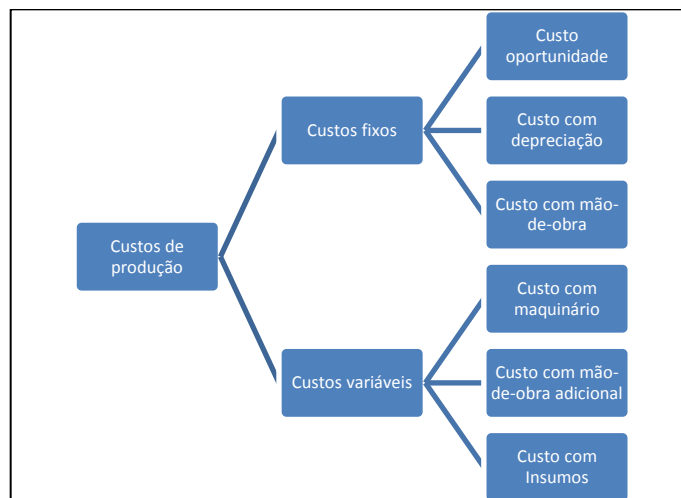 Custos de
produção
Custos fixos
Custo
oportunidade
Custo com
depreciação
Custo com mão-
de-obra
Custos variáveis
Custo com
maquinário
Custo com mão-
de-obra adicional
Custo com
Insumos